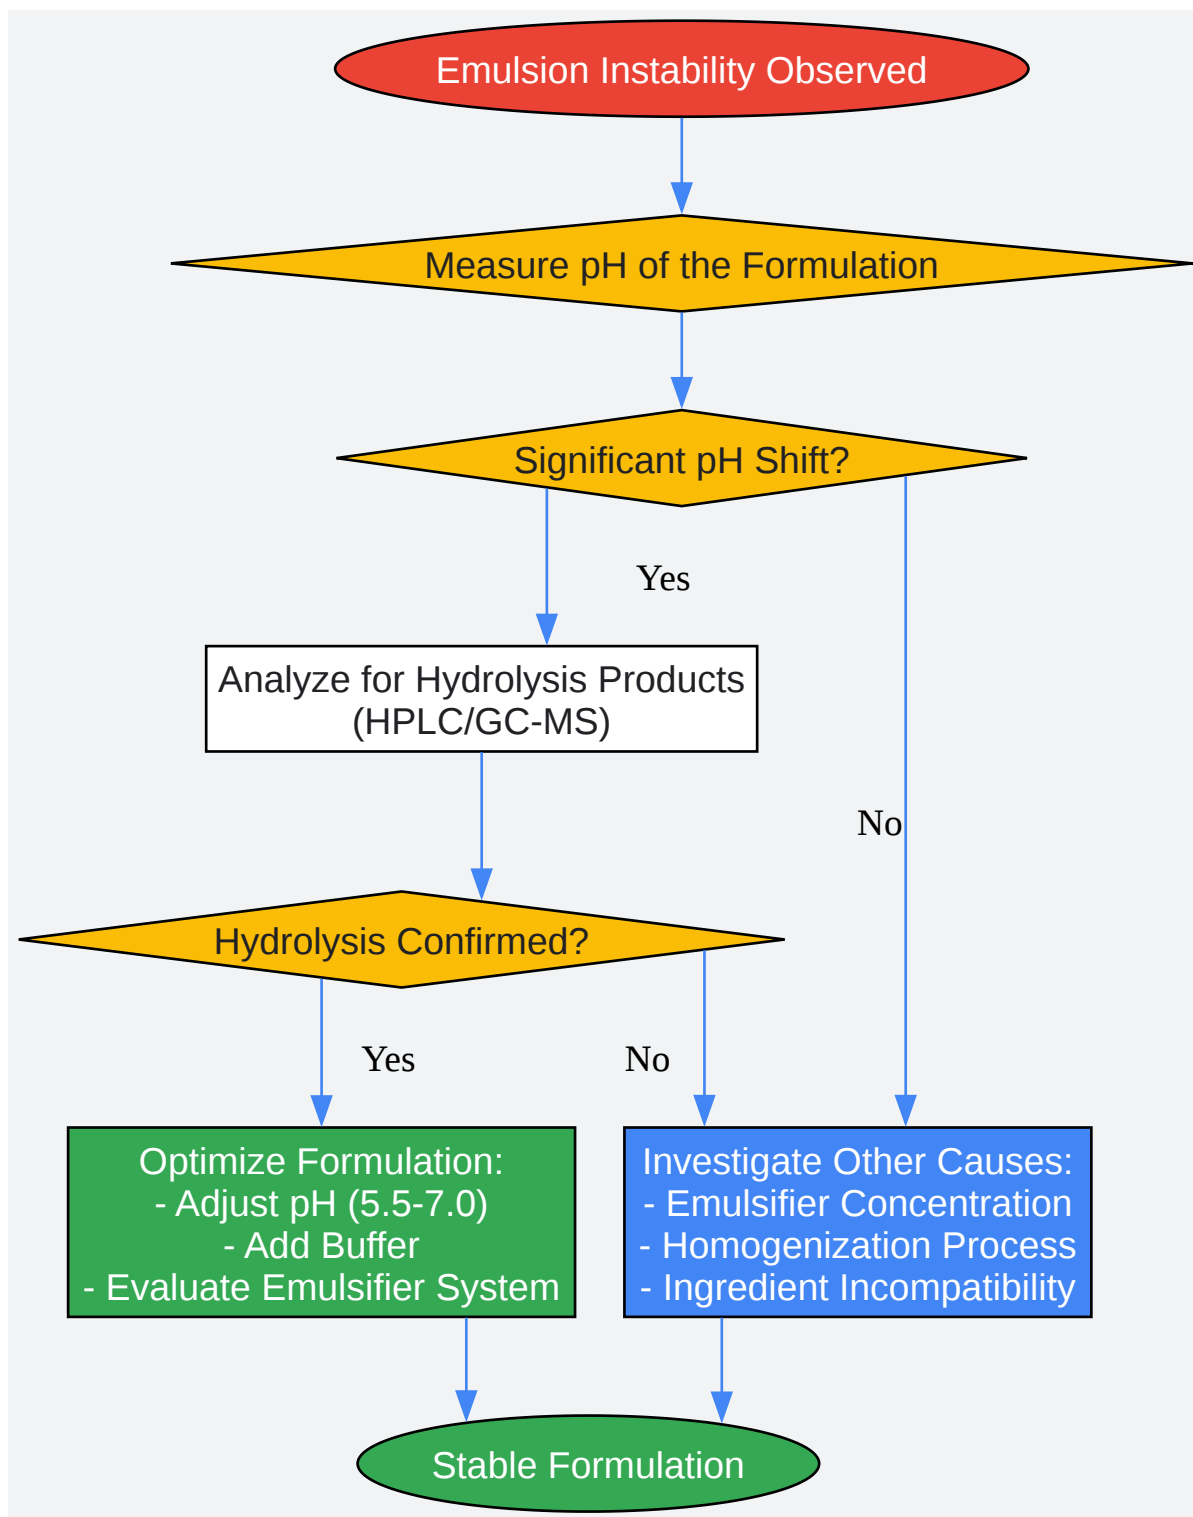 Emulsion Instability Observed
Measure pH of the Formulation
Significant pH Shift?
Yes
Analyze for Hydrolysis Products
(HPLC/GC-MS)
No
Hydrolysis Confirmed?
Yes
No
Optimize Formulation:
- Adjust pH (5.5-7.0)
- Add Buffer
- Evaluate Emulsifier System
Investigate Other Causes:
- Emulsifier Concentration
- Homogenization Process
- Ingredient Incompatibility
Stable Formulation